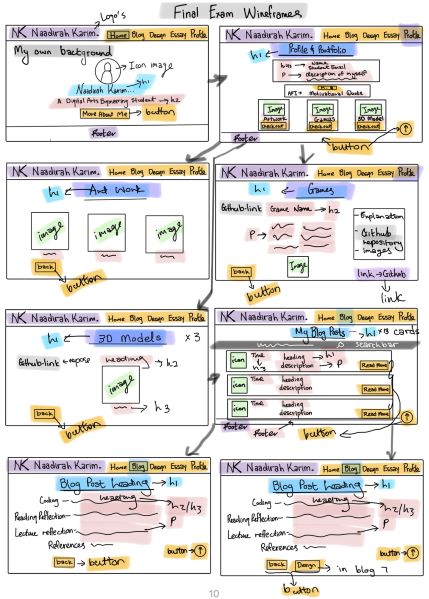 Final Exam Wireframes
Logo's
NK Naadirah Karim. Home Blog Design Essay Profile
My own background
Icon image
Naadirah Karim... h1
A Digital Arts Engineering Student h2
More About Me button
footer
NK Naadirah Karim. Home Blog Design Essay Profile
h1 Profile & Portfolio
h4s Name
Student Email
P description of myself
API Motivational Quote
Image Image Image
Artwork Games 3D Model
Check out Check out Check out
footer button ↑
NK Naadirah Karim. Home Blog Design Essay Profile
h1 Art Work
image image image
back
button
NK Naadirah Karim. Home Blog Design Essay Profile
h1 Games
Github-link Game Name h2
P
Image
- Explanation
- Github
repository
- images
back link Github
button link
NK Naadirah Karim. Home Blog Design Essay Profile
h1 3D Models x 3
Github-link heading h2
image
h3
back
button
NK Naadirah Karim. Home Blog Design Essay Profile
My Blog Posts h1 x8 cards
Searchbar
icon Time heading h1
h3 description P Read More
icon Time heading
description Read More
icon Time heading
description Read More
footer footer button ↑
NK Naadirah Karim. Home Blog Design Essay Profile
Blog Post heading h1
Coding heading h2/h3
Reading Reflection
Lecture reflection P
References
back button button ↑
NK Naadirah Karim. Home Blog Design Essay Profile
Blog Post heading h1
Coding heading h2/h3
Reading Reflection
Lecture reflection P
References
button ↑
back Design in blog 7
button
10